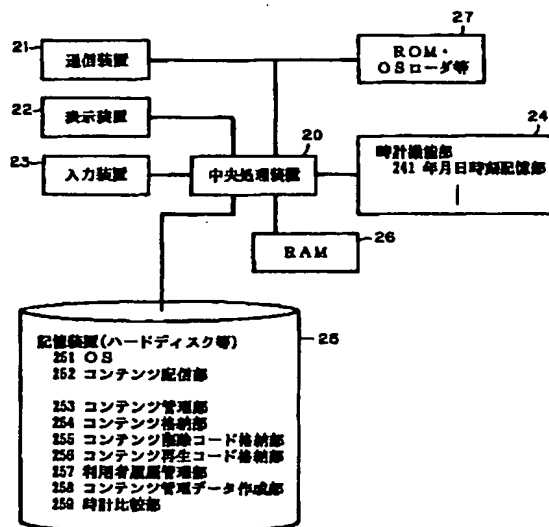 21
通信装置
27
ROM・
OSローダ等
22
表示装置
24
23
入力装置
20
中央処理装置
時計機能部
241 年月日時刻記憶部
26
RAM
25
記憶装置(ハードディスク等)
251 OS
252 コンテンツ配信部
253 コンテンツ管理部
254 コンテンツ格納部
255 コンテンツ削除コード格納部
256 コンテンツ再生コード格納部
257 利用者履歴管理部
258 コンテンツ管理データ作成部
259 時計比較部